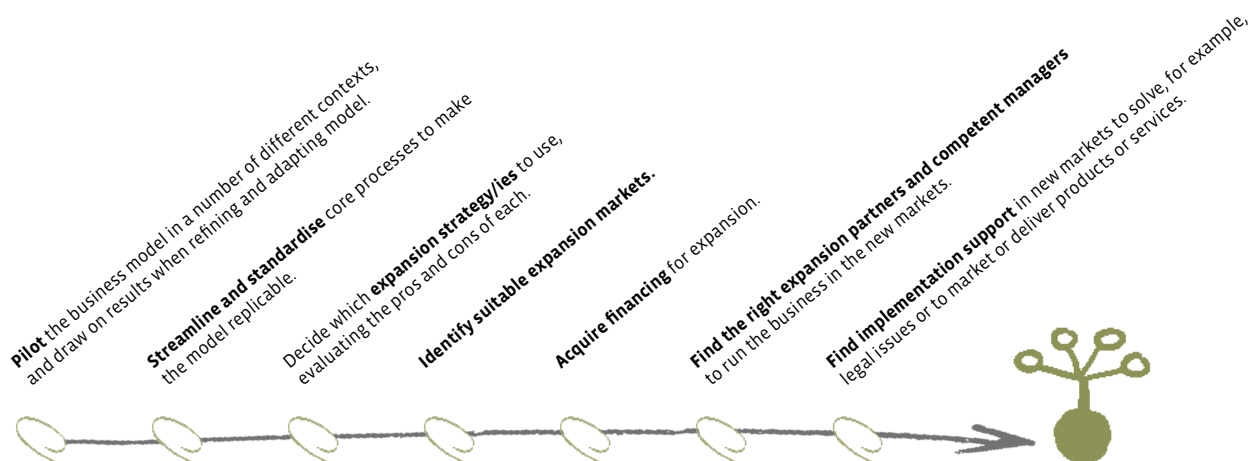 Pilot the business model in a number of different contexts,
and draw on results when refining and adapting model.
Streamline and standardise core processes to make
the model replicable.
Decide which expansion strategy/ies to use,
evaluating the pros and cons of each.
Identify suitable expansion markets.
Acquire financing for expansion.
Find the right expansion partners and competent managers
to run the business in the new markets.
Find implementation support in new markets to solve, for example,
legal issues or to market or deliver products or services.